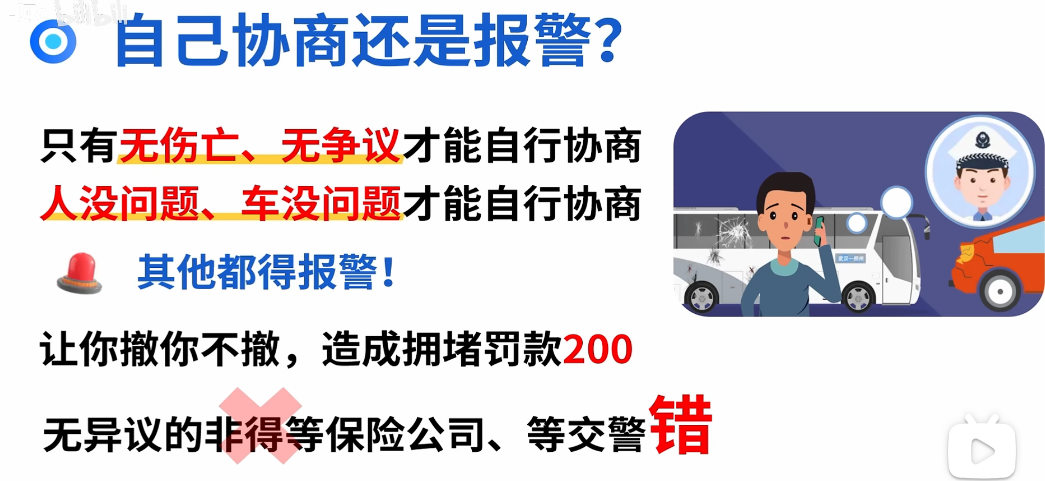 自己协商还是报警？
只有无伤亡、无争议才能自行协商
人没问题、车没问题才能自行协商
其他都得报警！
让你撤你不撤，造成拥堵罚款200
无异议的非得等保险公司、等交警错